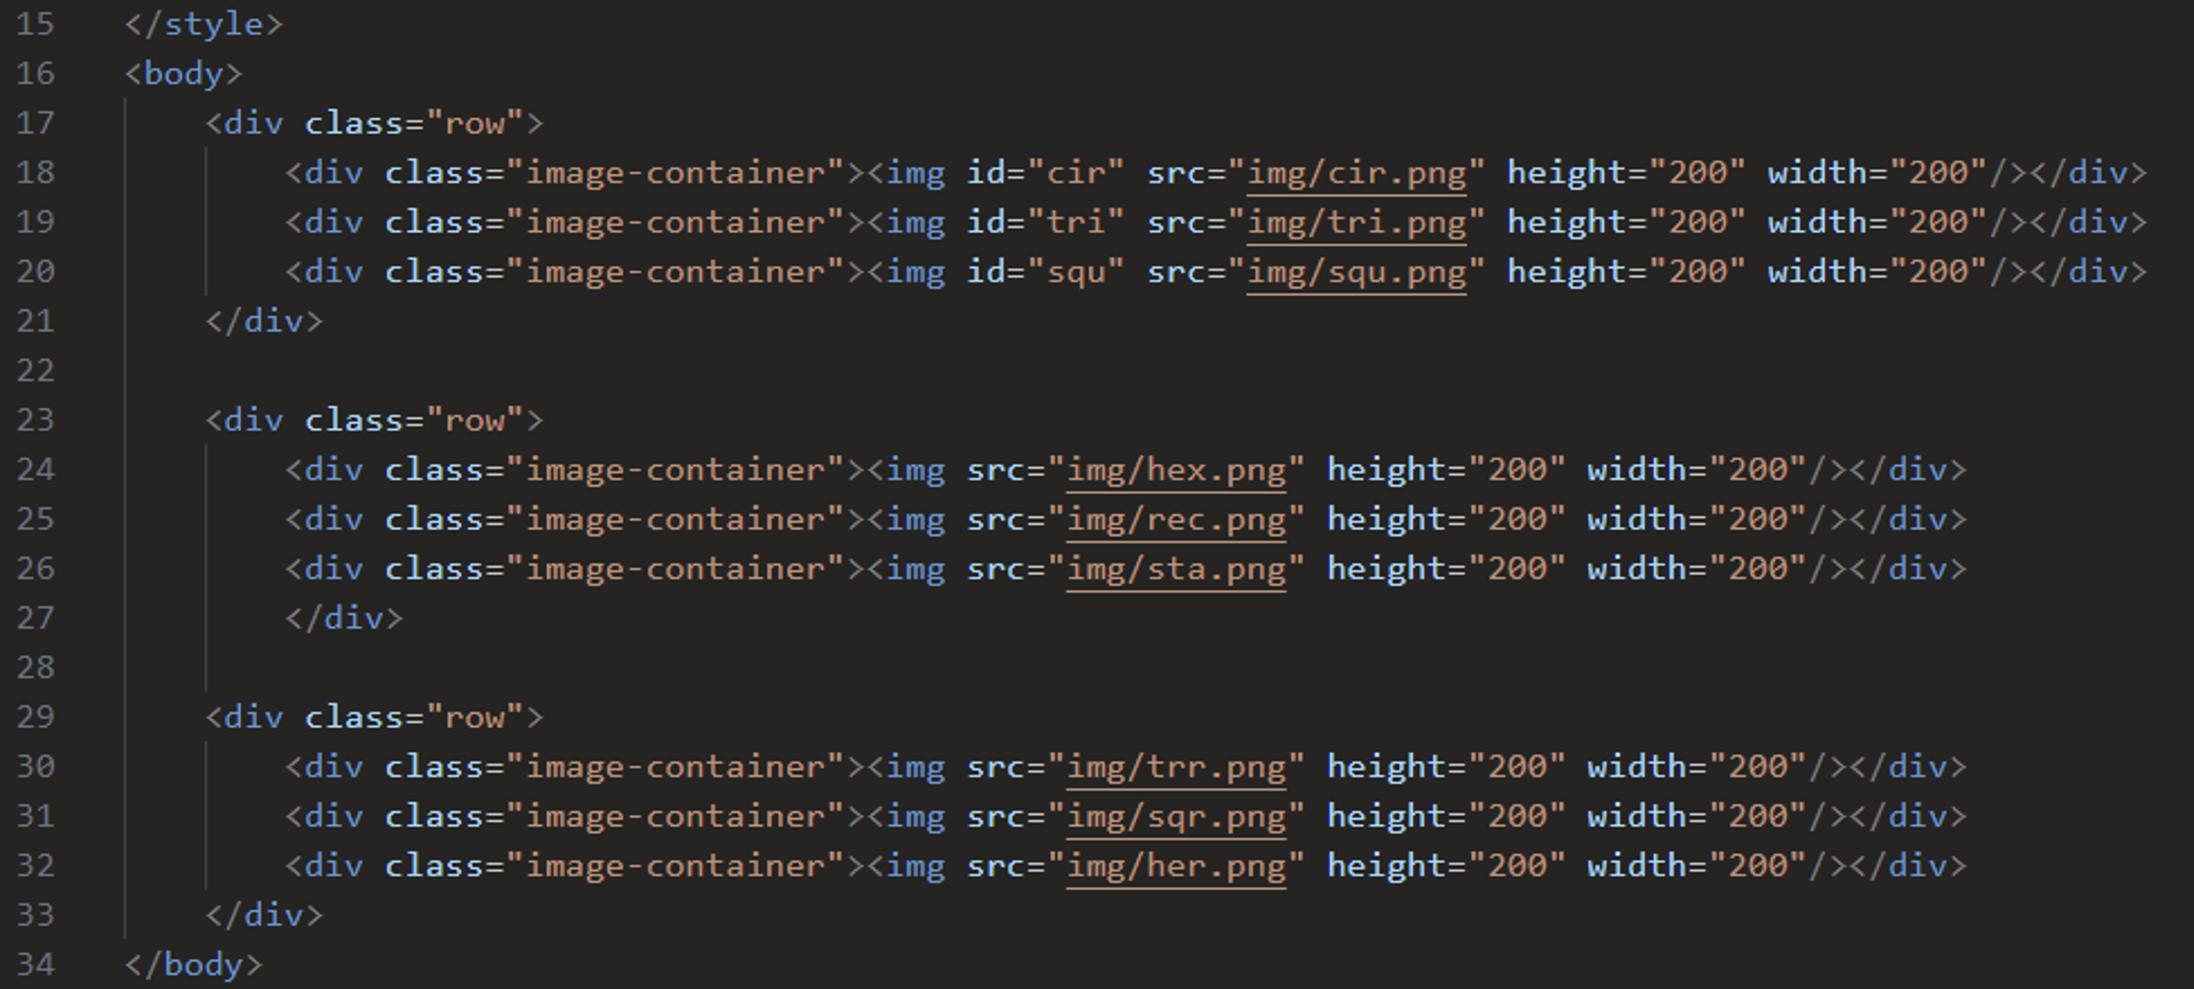 15 </style>
16 <body>
17 <div class="row">
18 <div class="image-container"><img id="cir" src="img/cir.png" height="200" width="200"/></div>
19 <div class="image-container"><img id="tri" src="img/tri.png" height="200" width="200"/></div>
20 <div class="image-container"><img id="squ" src="img/squ.png" height="200" width="200"/></div>
21 </div>
22
23 <div class="row">
24 <div class="image-container"><img src="img/hex.png" height="200" width="200"/></div>
25 <div class="image-container"><img src="img/rec.png" height="200" width="200"/></div>
26 <div class="image-container"><img src="img/sta.png" height="200" width="200"/></div>
27 </div>
28
29 <div class="row">
30 <div class="image-container"><img src="img/trr.png" height="200" width="200"/></div>
31 <div class="image-container"><img src="img/sqr.png" height="200" width="200"/></div>
32 <div class="image-container"><img src="img/her.png" height="200" width="200"/></div>
33 </div>
34 </body>